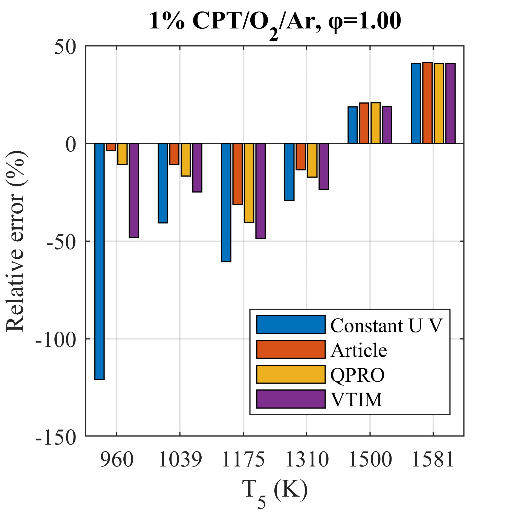 1% CPT/O₂/Ar, φ=1.00
50
0
-50
-100
-150
Relative error (%)
Constant U V
Article
QPRO
VTIM
960 1039 1175 1310 1500 1581
T₅ (K)